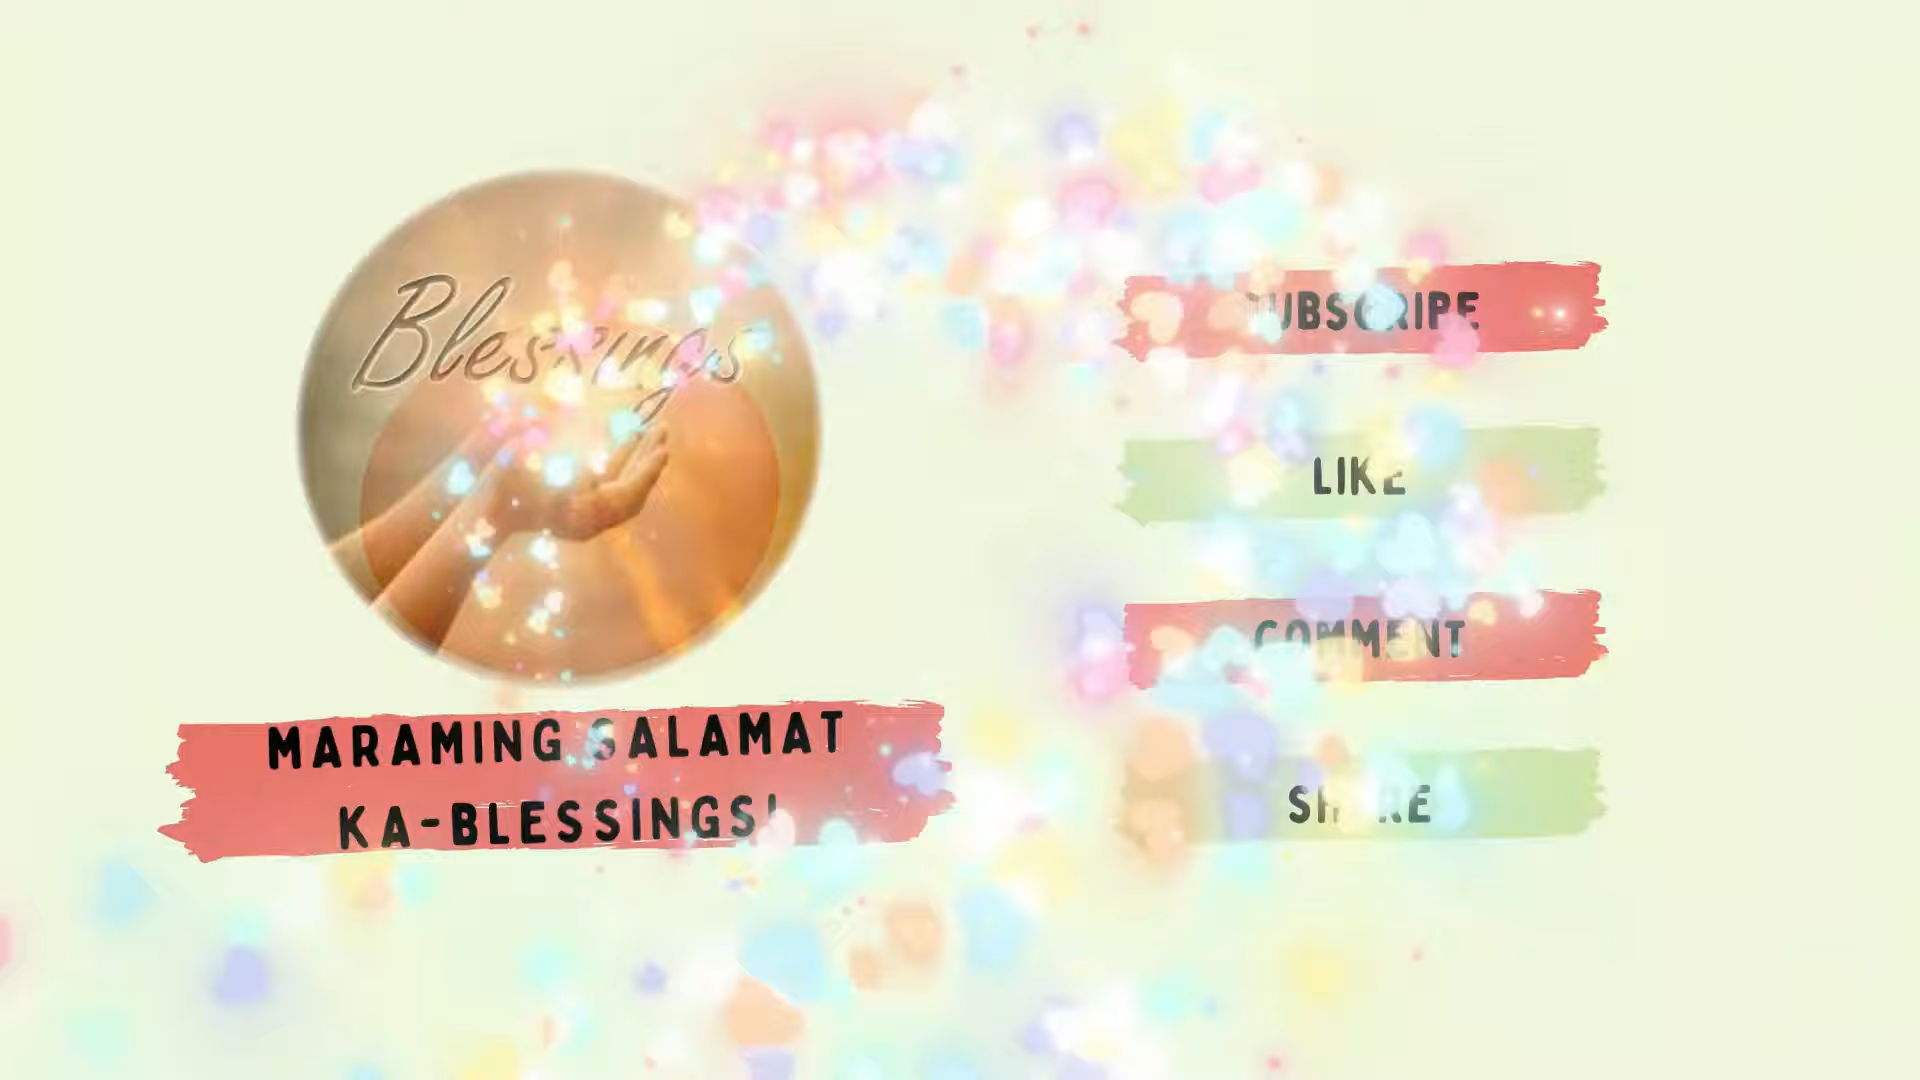 Blessings
MARAMING SALAMAT
KA-BLESSINGS!
SUBSCRIBE
LIKE
COMMENT
SHARE